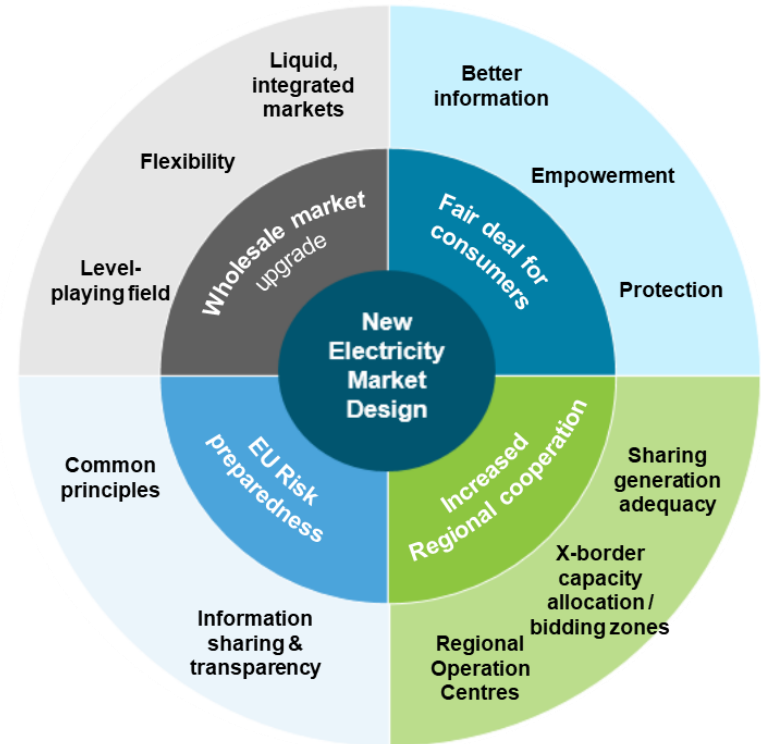 Liquid,
integrated
markets
Flexibility
Level-
playing field
Wholesale market
upgrade
Better
information
Empowerment
Protection
Fair deal for
consumers
New
Electricity
Market
Design
EU Risk
preparedness
Common
principles
Information
sharing &
transparency
Increased
Regional cooperation
Sharing
generation
adequacy
X-border
capacity
allocation /
bidding zones
Regional
Operation
Centres